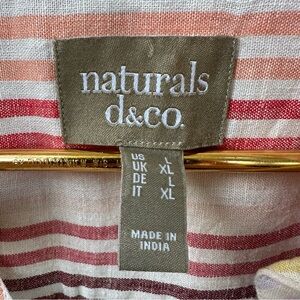 naturals
d&co.
US L
UK XL
DE L
IT XL
MADE IN
INDIA